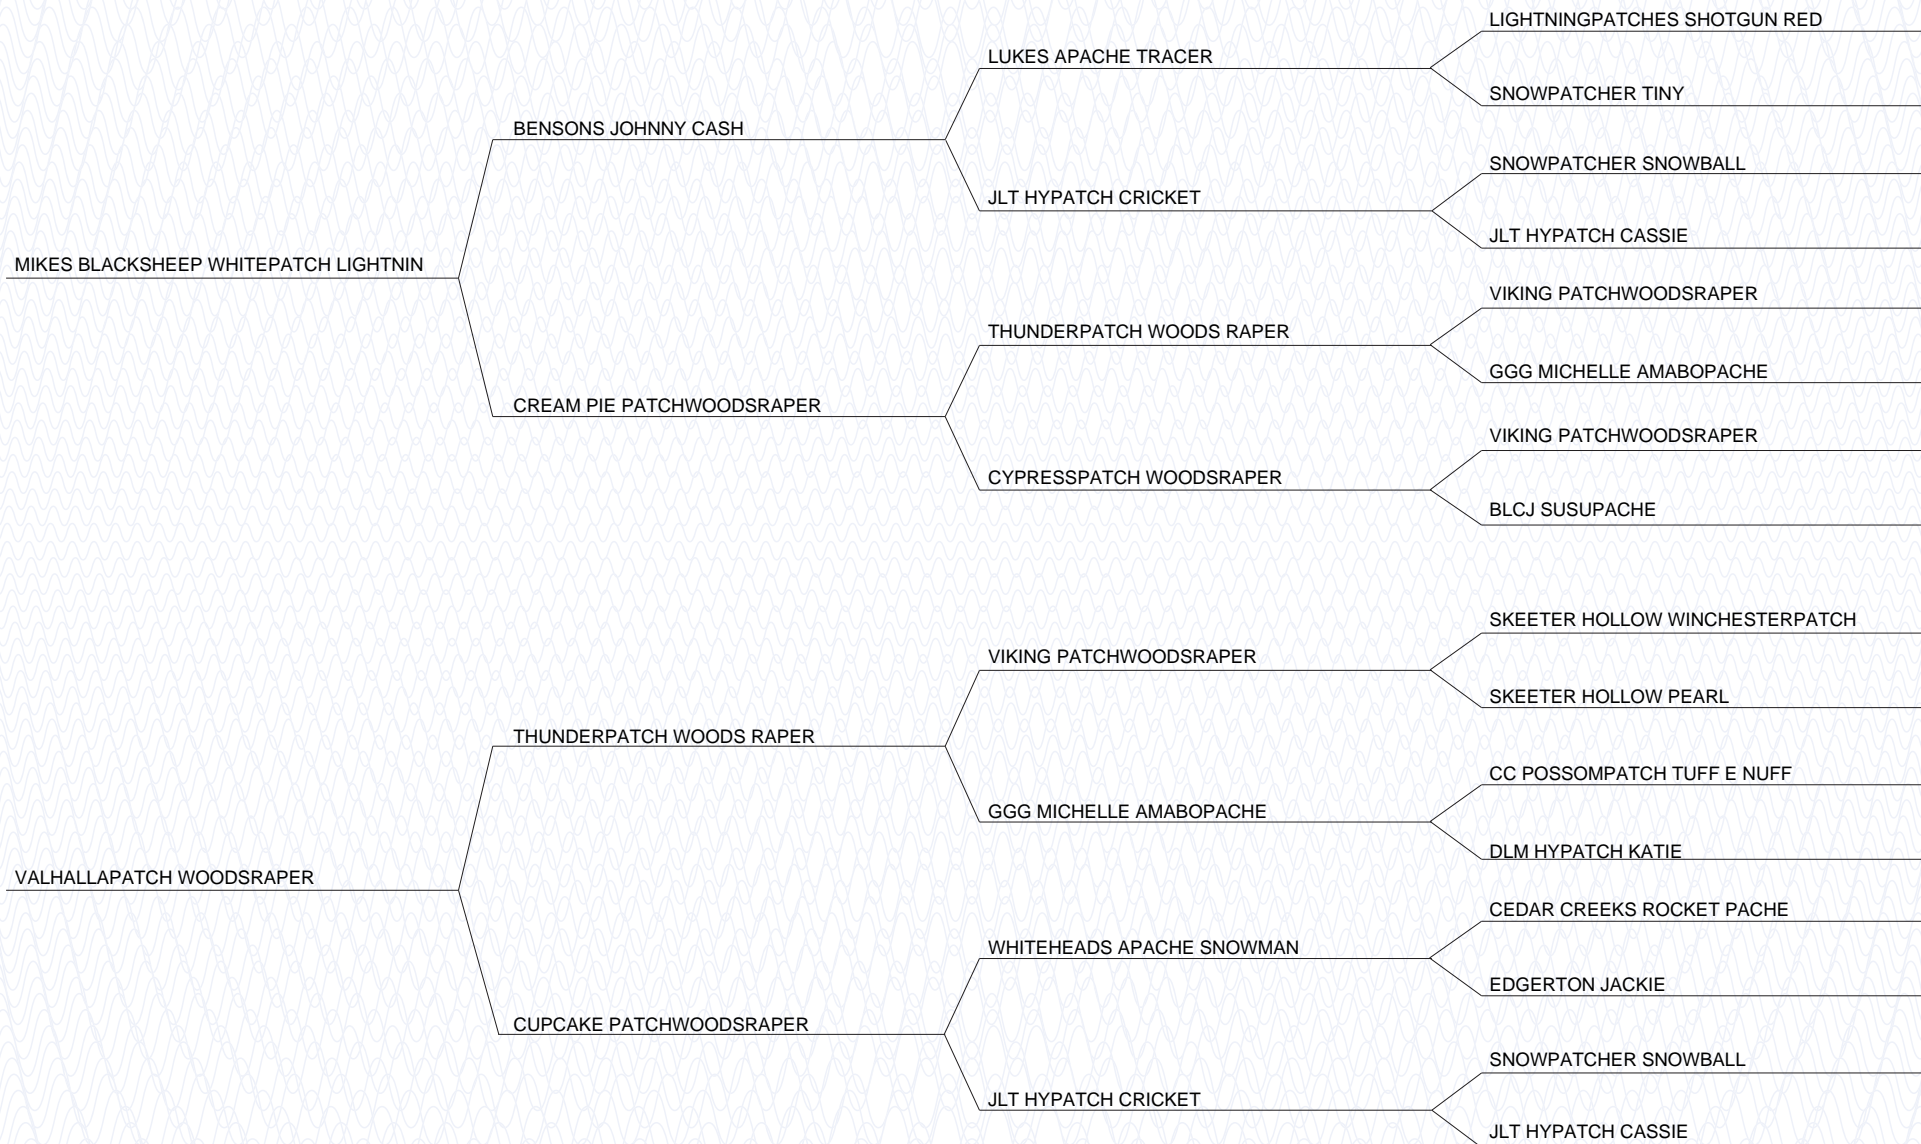 LIGHTNINGPATCHES SHOTGUN RED
LUKES APACHE TRACER
SNOWPATCHER TINY
BENSONS JOHNNY CASH
SNOWPATCHER SNOWBALL
JLT HYPATCH CRICKET
JLT HYPATCH CASSIE
MIKES BLACKSHEEP WHITEPATCH LIGHTNIN
VIKING PATCHWOODSRAPER
THUNDERPATCH WOODS RAPER
GGG MICHELLE AMABOPACHE
CREAM PIE PATCHWOODSRAPER
VIKING PATCHWOODSRAPER
CYPRESSPATCH WOODSRAPER
BLCJ SUSUPACHE
SKEETER HOLLOW WINCHESTERPATCH
VIKING PATCHWOODSRAPER
SKEETER HOLLOW PEARL
THUNDERPATCH WOODS RAPER
CC POSSOMPATCH TUFF E NUFF
GGG MICHELLE AMABOPACHE
DLM HYPATCH KATIE
VALHALLAPATCH WOODSRAPER
CEDAR CREEKS ROCKET PACHE
WHITEHEADS APACHE SNOWMAN
EDGERTON JACKIE
CUPCAKE PATCHWOODSRAPER
SNOWPATCHER SNOWBALL
JLT HYPATCH CRICKET
JLT HYPATCH CASSIE